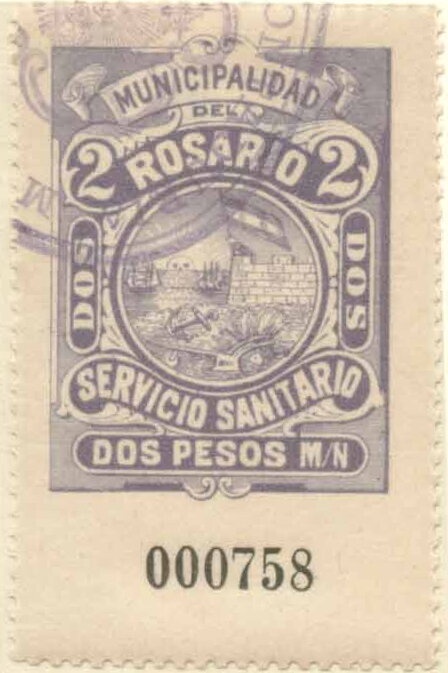 MUNICIPALIDAD
DEL
2 ROSARIO 2
DOS DOS
SERVICIO SANITARIO
DOS PESOS M/N
000758